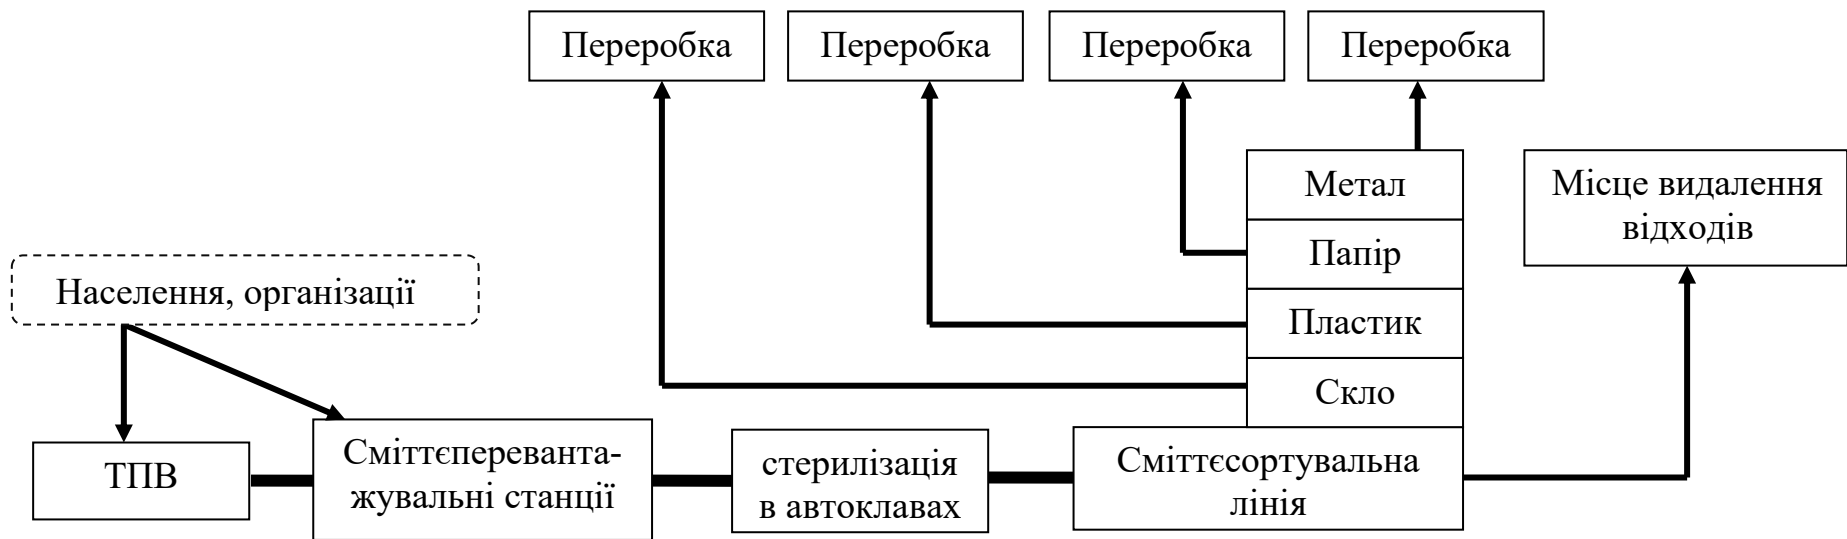 Переробка
Переробка
Переробка
Переробка
Метал
Папір
Пластик
Скло
Місце видалення
відходів
Населення, організації
ТПВ
Сміттєперевanта-
жувальні станції
стерилізація
в автоклавах
Сміттєсортувальна
лінія